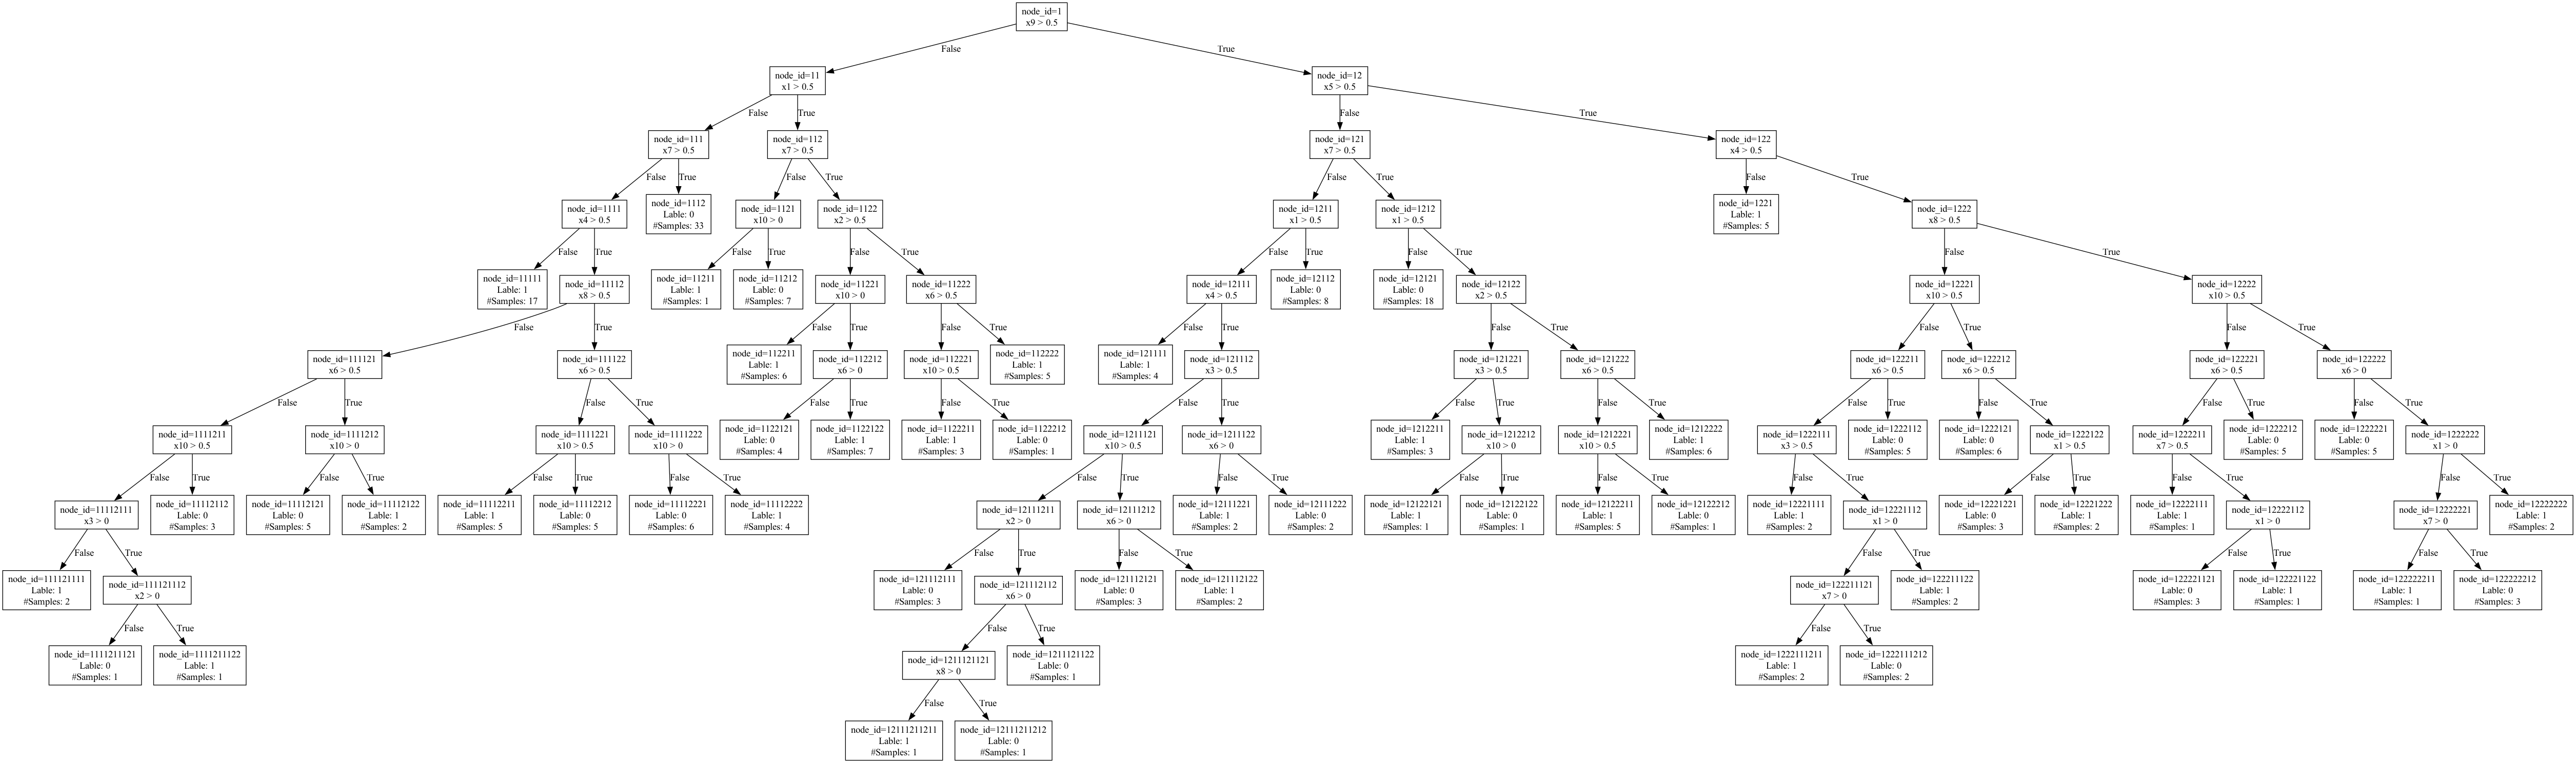 node_id=1
x9 > 0.5
False
True
node_id=11
x1 > 0.5
node_id=12
x5 > 0.5
False
True
False
True
node_id=111
x7 > 0.5
node_id=112
x7 > 0.5
node_id=121
x7 > 0.5
node_id=122
x4 > 0.5
False
True
False
True
False
True
False
True
node_id=1111
x4 > 0.5
node_id=1112
Lable: 0
#Samples: 33
node_id=1121
x10 > 0
node_id=1122
x2 > 0.5
node_id=1211
x1 > 0.5
node_id=1212
x1 > 0.5
node_id=1221
Lable: 1
#Samples: 5
node_id=1222
x8 > 0.5
False
True
False
True
False
True
False
True
False
True
False
True
node_id=11111
Lable: 1
#Samples: 17
node_id=11112
x8 > 0.5
node_id=11211
Lable: 1
#Samples: 1
node_id=11212
Lable: 0
#Samples: 7
node_id=11221
x10 > 0
node_id=11222
x6 > 0.5
node_id=12111
x4 > 0.5
node_id=12112
Lable: 0
#Samples: 8
node_id=12121
Lable: 0
#Samples: 18
node_id=12122
x2 > 0.5
node_id=12221
x10 > 0.5
node_id=12222
x10 > 0.5
False
True
False
True
False
True
False
True
False
True
False
True
False
True
node_id=111121
x6 > 0.5
node_id=111122
x6 > 0.5
node_id=112211
Lable: 1
#Samples: 6
node_id=112212
x6 > 0
node_id=112221
x10 > 0.5
node_id=112222
Lable: 1
#Samples: 5
node_id=121111
Lable: 1
#Samples: 4
node_id=121112
x3 > 0.5
node_id=121221
x3 > 0.5
node_id=121222
x6 > 0.5
node_id=122211
x6 > 0.5
node_id=122212
x6 > 0.5
node_id=122221
x6 > 0.5
node_id=122222
x6 > 0
False
True
False
True
False
True
False
True
False
True
False
True
False
True
False
True
False
True
False
True
False
True
node_id=1111211
x10 > 0.5
node_id=1111212
x10 > 0
node_id=1111221
x10 > 0.5
node_id=1111222
x10 > 0
node_id=1122121
Lable: 0
#Samples: 4
node_id=1122122
Lable: 1
#Samples: 7
node_id=1122211
Lable: 1
#Samples: 3
node_id=1122212
Lable: 0
#Samples: 1
node_id=1211121
x10 > 0.5
node_id=1211122
x6 > 0
node_id=1212211
Lable: 1
#Samples: 3
node_id=1212212
x10 > 0
node_id=1212221
x10 > 0.5
node_id=1212222
Lable: 1
#Samples: 6
node_id=1222111
x3 > 0.5
node_id=1222112
Lable: 0
#Samples: 5
node_id=1222121
Lable: 0
#Samples: 6
node_id=1222122
x1 > 0.5
node_id=1222211
x7 > 0.5
node_id=1222212
Lable: 0
#Samples: 5
node_id=1222221
Lable: 0
#Samples: 5
node_id=1222222
x1 > 0
False
True
False
True
False
True
False
True
False
True
False
True
False
True
False
True
False
True
False
True
False
True
False
True
node_id=11112111
x3 > 0
node_id=11112112
Lable: 0
#Samples: 3
node_id=11112121
Lable: 0
#Samples: 5
node_id=11112122
Lable: 1
#Samples: 2
node_id=11112211
Lable: 1
#Samples: 5
node_id=11112212
Lable: 0
#Samples: 5
node_id=11112221
Lable: 0
#Samples: 6
node_id=11112222
Lable: 1
#Samples: 4
node_id=12111211
x2 > 0
node_id=12111212
x6 > 0
node_id=12111221
Lable: 1
#Samples: 2
node_id=12111222
Lable: 0
#Samples: 2
node_id=12122121
Lable: 1
#Samples: 1
node_id=12122122
Lable: 0
#Samples: 1
node_id=12122211
Lable: 1
#Samples: 5
node_id=12122212
Lable: 0
#Samples: 1
node_id=12221111
Lable: 1
#Samples: 2
node_id=12221112
x1 > 0
node_id=12221221
Lable: 0
#Samples: 3
node_id=12221222
Lable: 1
#Samples: 2
node_id=12222111
Lable: 1
#Samples: 1
node_id=12222112
x1 > 0
node_id=12222221
x7 > 0
node_id=12222222
Lable: 1
#Samples: 2
False
True
False
True
False
True
False
True
False
True
False
True
node_id=111121111
Lable: 1
#Samples: 2
node_id=111121112
x2 > 0
node_id=121112111
Lable: 0
#Samples: 3
node_id=121112112
x6 > 0
node_id=121112121
Lable: 0
#Samples: 3
node_id=121112122
Lable: 1
#Samples: 2
node_id=122211121
x7 > 0
node_id=122211122
Lable: 1
#Samples: 2
node_id=122221121
Lable: 0
#Samples: 3
node_id=122221122
Lable: 1
#Samples: 1
node_id=122222211
Lable: 1
#Samples: 1
node_id=122222212
Lable: 0
#Samples: 3
False
True
False
True
False
True
node_id=1111211121
Lable: 0
#Samples: 1
node_id=1111211122
Lable: 1
#Samples: 1
node_id=1211121121
x8 > 0
node_id=1211121122
Lable: 0
#Samples: 1
node_id=1222111211
Lable: 1
#Samples: 2
node_id=1222111212
Lable: 0
#Samples: 2
False
True
node_id=12111211211
Lable: 1
#Samples: 1
node_id=12111211212
Lable: 0
#Samples: 1